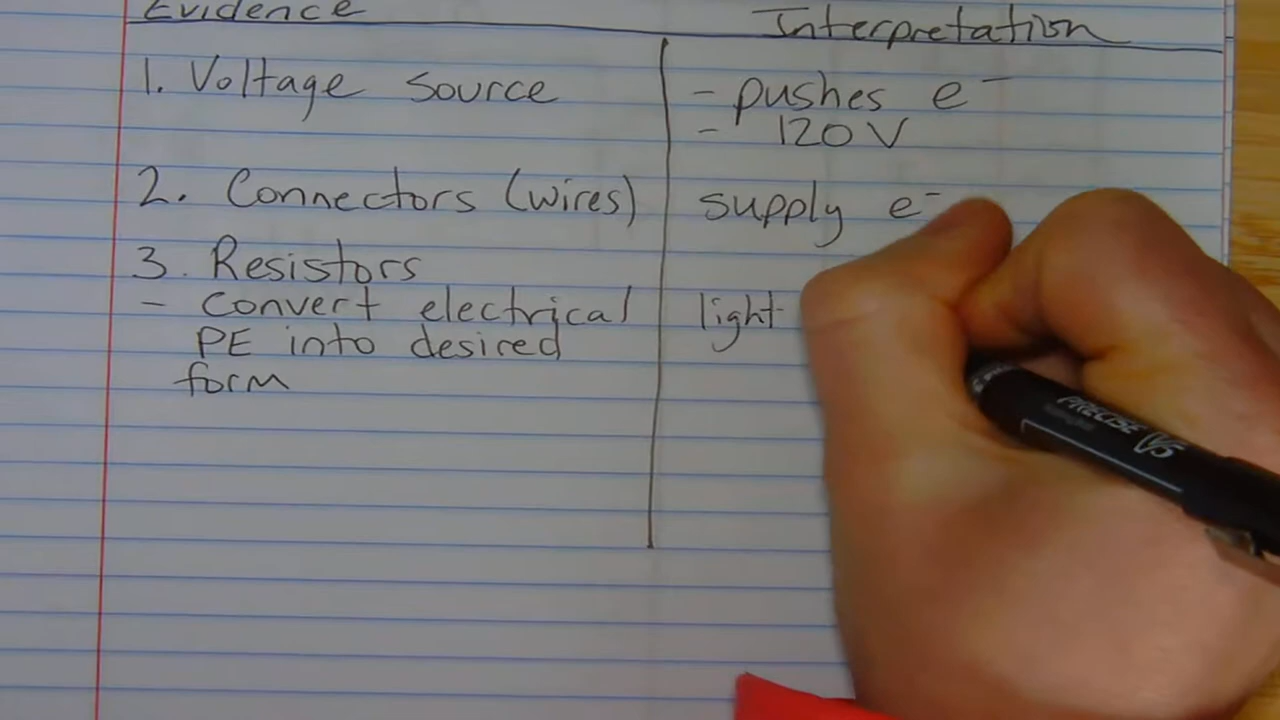 Evidence
Interpretation
1. Voltage source
- pushes e⁻
- 120 V
2. Connectors (wires)
supply e⁻
3. Resistors
- convert electrical
PE into desired
form
light
PRECISE V5